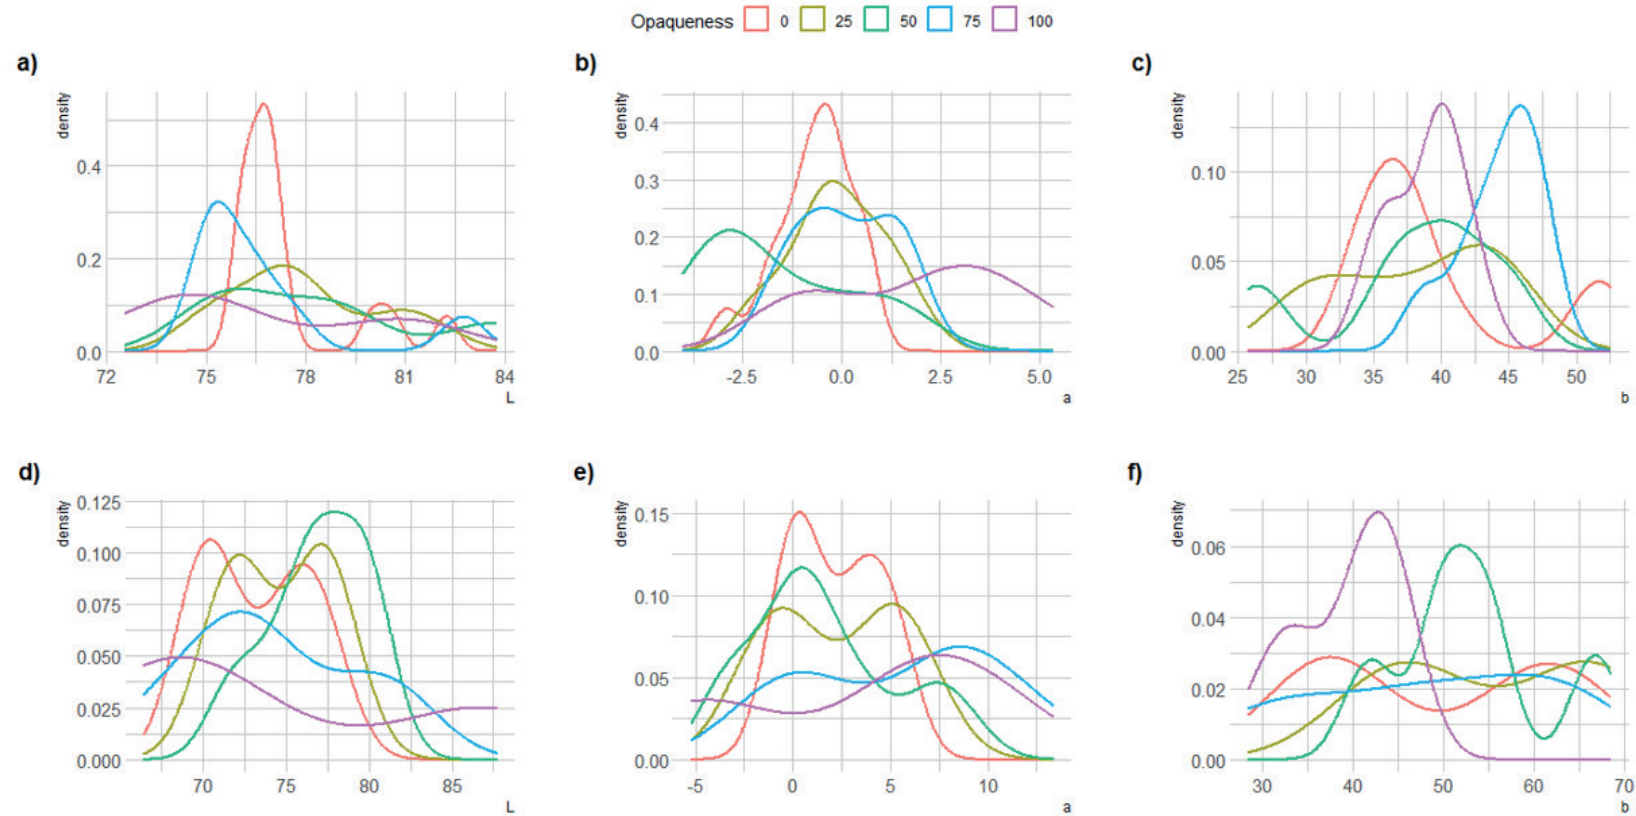 Opaqueness 0 25 50 75 100
a) b) c)
density density density
0.4 0.2 0.0
72 75 78 81 84
L
0.4 0.3 0.2 0.1 0.0
-2.5 0.0 2.5 5.0
a
0.10 0.05 0.00
25 30 35 40 45 50
b
d) e) f)
density density density
0.125 0.100 0.075 0.050 0.025 0.000
70 75 80 85
L
0.15 0.10 0.05 0.00
-5 0 5 10
a
0.06 0.04 0.02 0.00
30 40 50 60 70
b